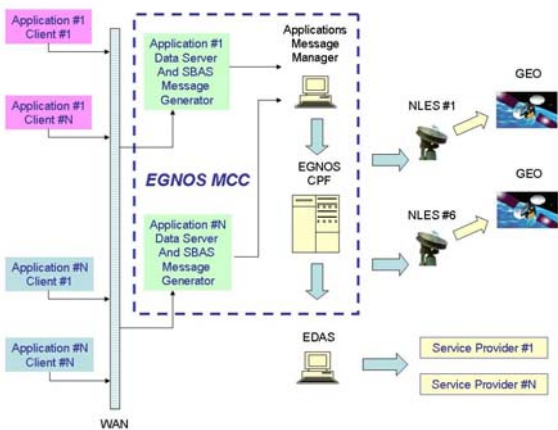 Application #1
Client #1
Application #1
Client #N
Application #N
Client #1
Application #N
Client #N
WAN
Application #1
Data Server
And SBAS
Message
Generator
EGNOS MCC
Application #N
Data Server
And SBAS
Message
Generator
Applications
Message
Manager
EGNOS
CPF
EDAS
NLES #1
GEO
NLES #6
GEO
Service Provider #1
Service Provider #N